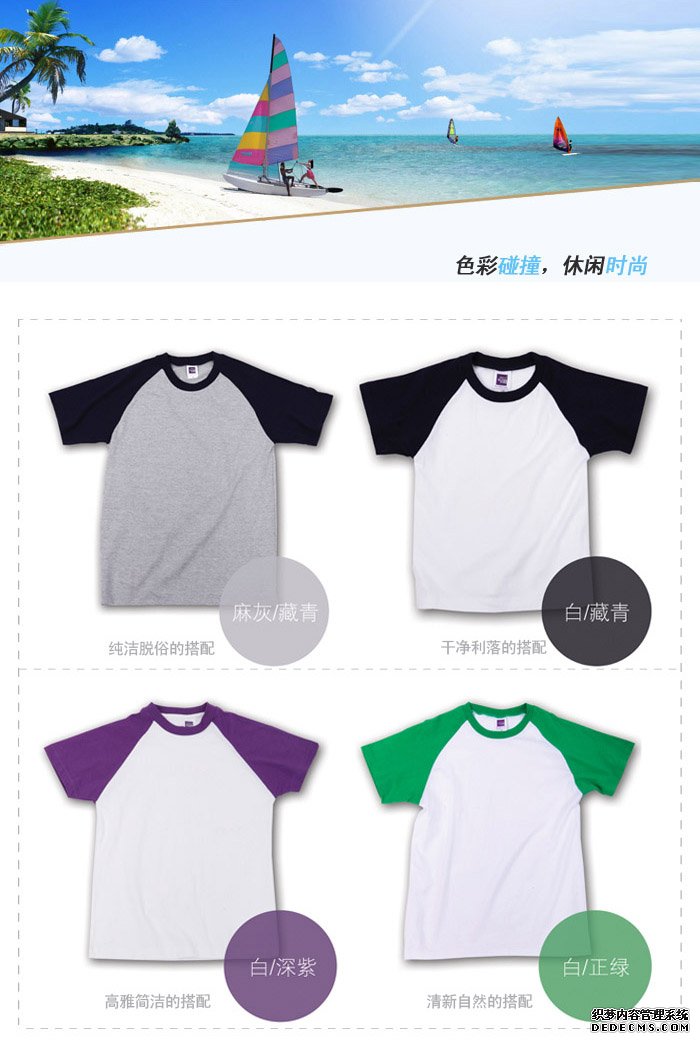 色彩碰撞，休闲时尚
麻灰/藏青
纯洁脱俗的搭配
白/藏青
干净利落的搭配
白/深紫
高雅简洁的搭配
白/正绿
清新自然的搭配
织梦内容管理系统
DEDECMS.COM